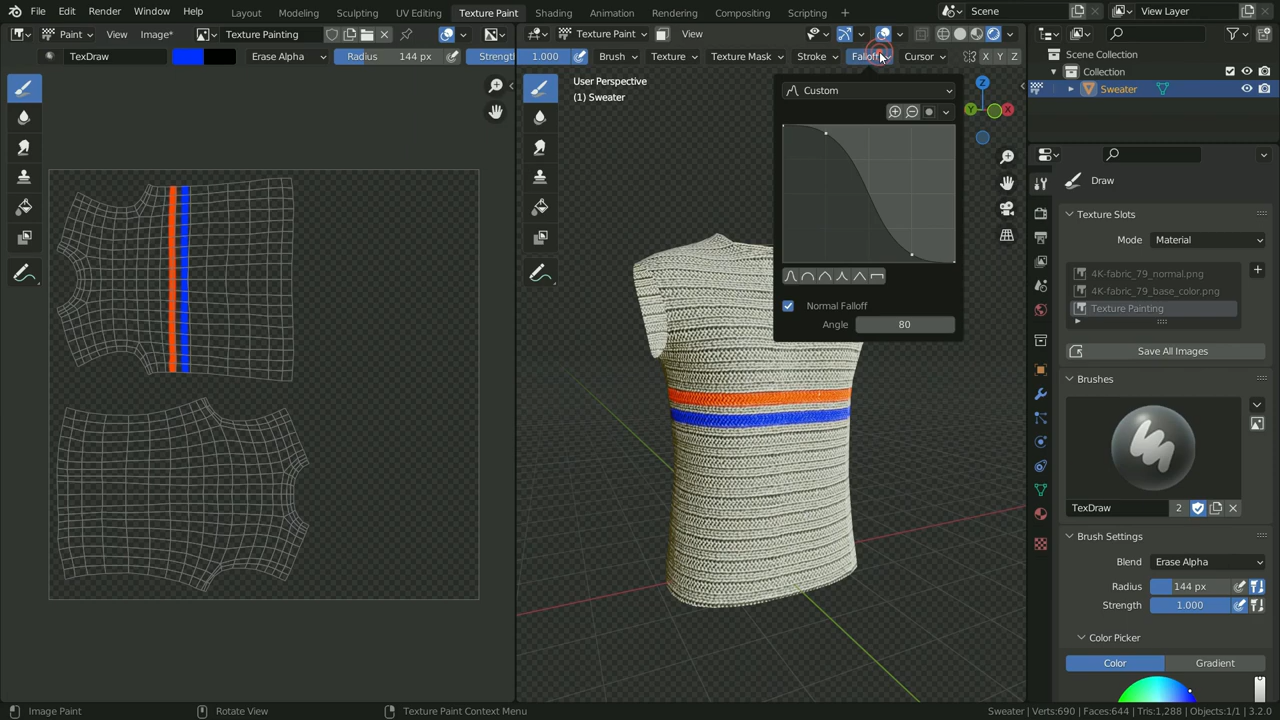 File Edit Render Window Help Layout Modeling Sculpting UV Editing Texture Paint Shading Animation Rendering Compositing Scripting + Scene View Layer
Paint View Image* Texture Painting Texture Paint View Scene Collection
TexDraw Erase Alpha Radius 144 px Strengt 1.000 Brush Texture Texture Mask Stroke Falloff Cursor X Y Z
Collection
Sweater
User Perspective
(1) Sweater
Custom
Z
Y X
Draw
Texture Slots
Mode Material
4K-fabric_79_normal.png
4K-fabric_79_base_color.png
Texture Painting
Normal Falloff
Angle 80
Save All Images
Brushes
TexDraw 2
Brush Settings
Blend Erase Alpha
Radius 144 px
Strength 1.000
Color Picker
Color Gradient
Image Paint Rotate View Texture Paint Context Menu Sweater | Verts:690 | Faces:644 | Tris:1,288 | Objects:1/1 | 3.2.0